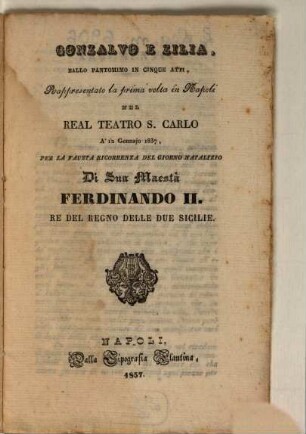 GONZALVO E ZILIA,
BALLO PANTOMIMO IN CINQUE ATTI,
Rappresentato la prima volta in Napoli
NEL
REAL TEATRO S. CARLO
A' 12 Gennajo 1837,
PER LA FAUSTA RICORRENZA DEL GIORNO NATALIZIO
Di Sua Maestà
FERDINANDO II.
RE DEL REGNO DELLE DUE SICILIE.
NAPOLI,
Dalla Tipografia Flautina,
1837.